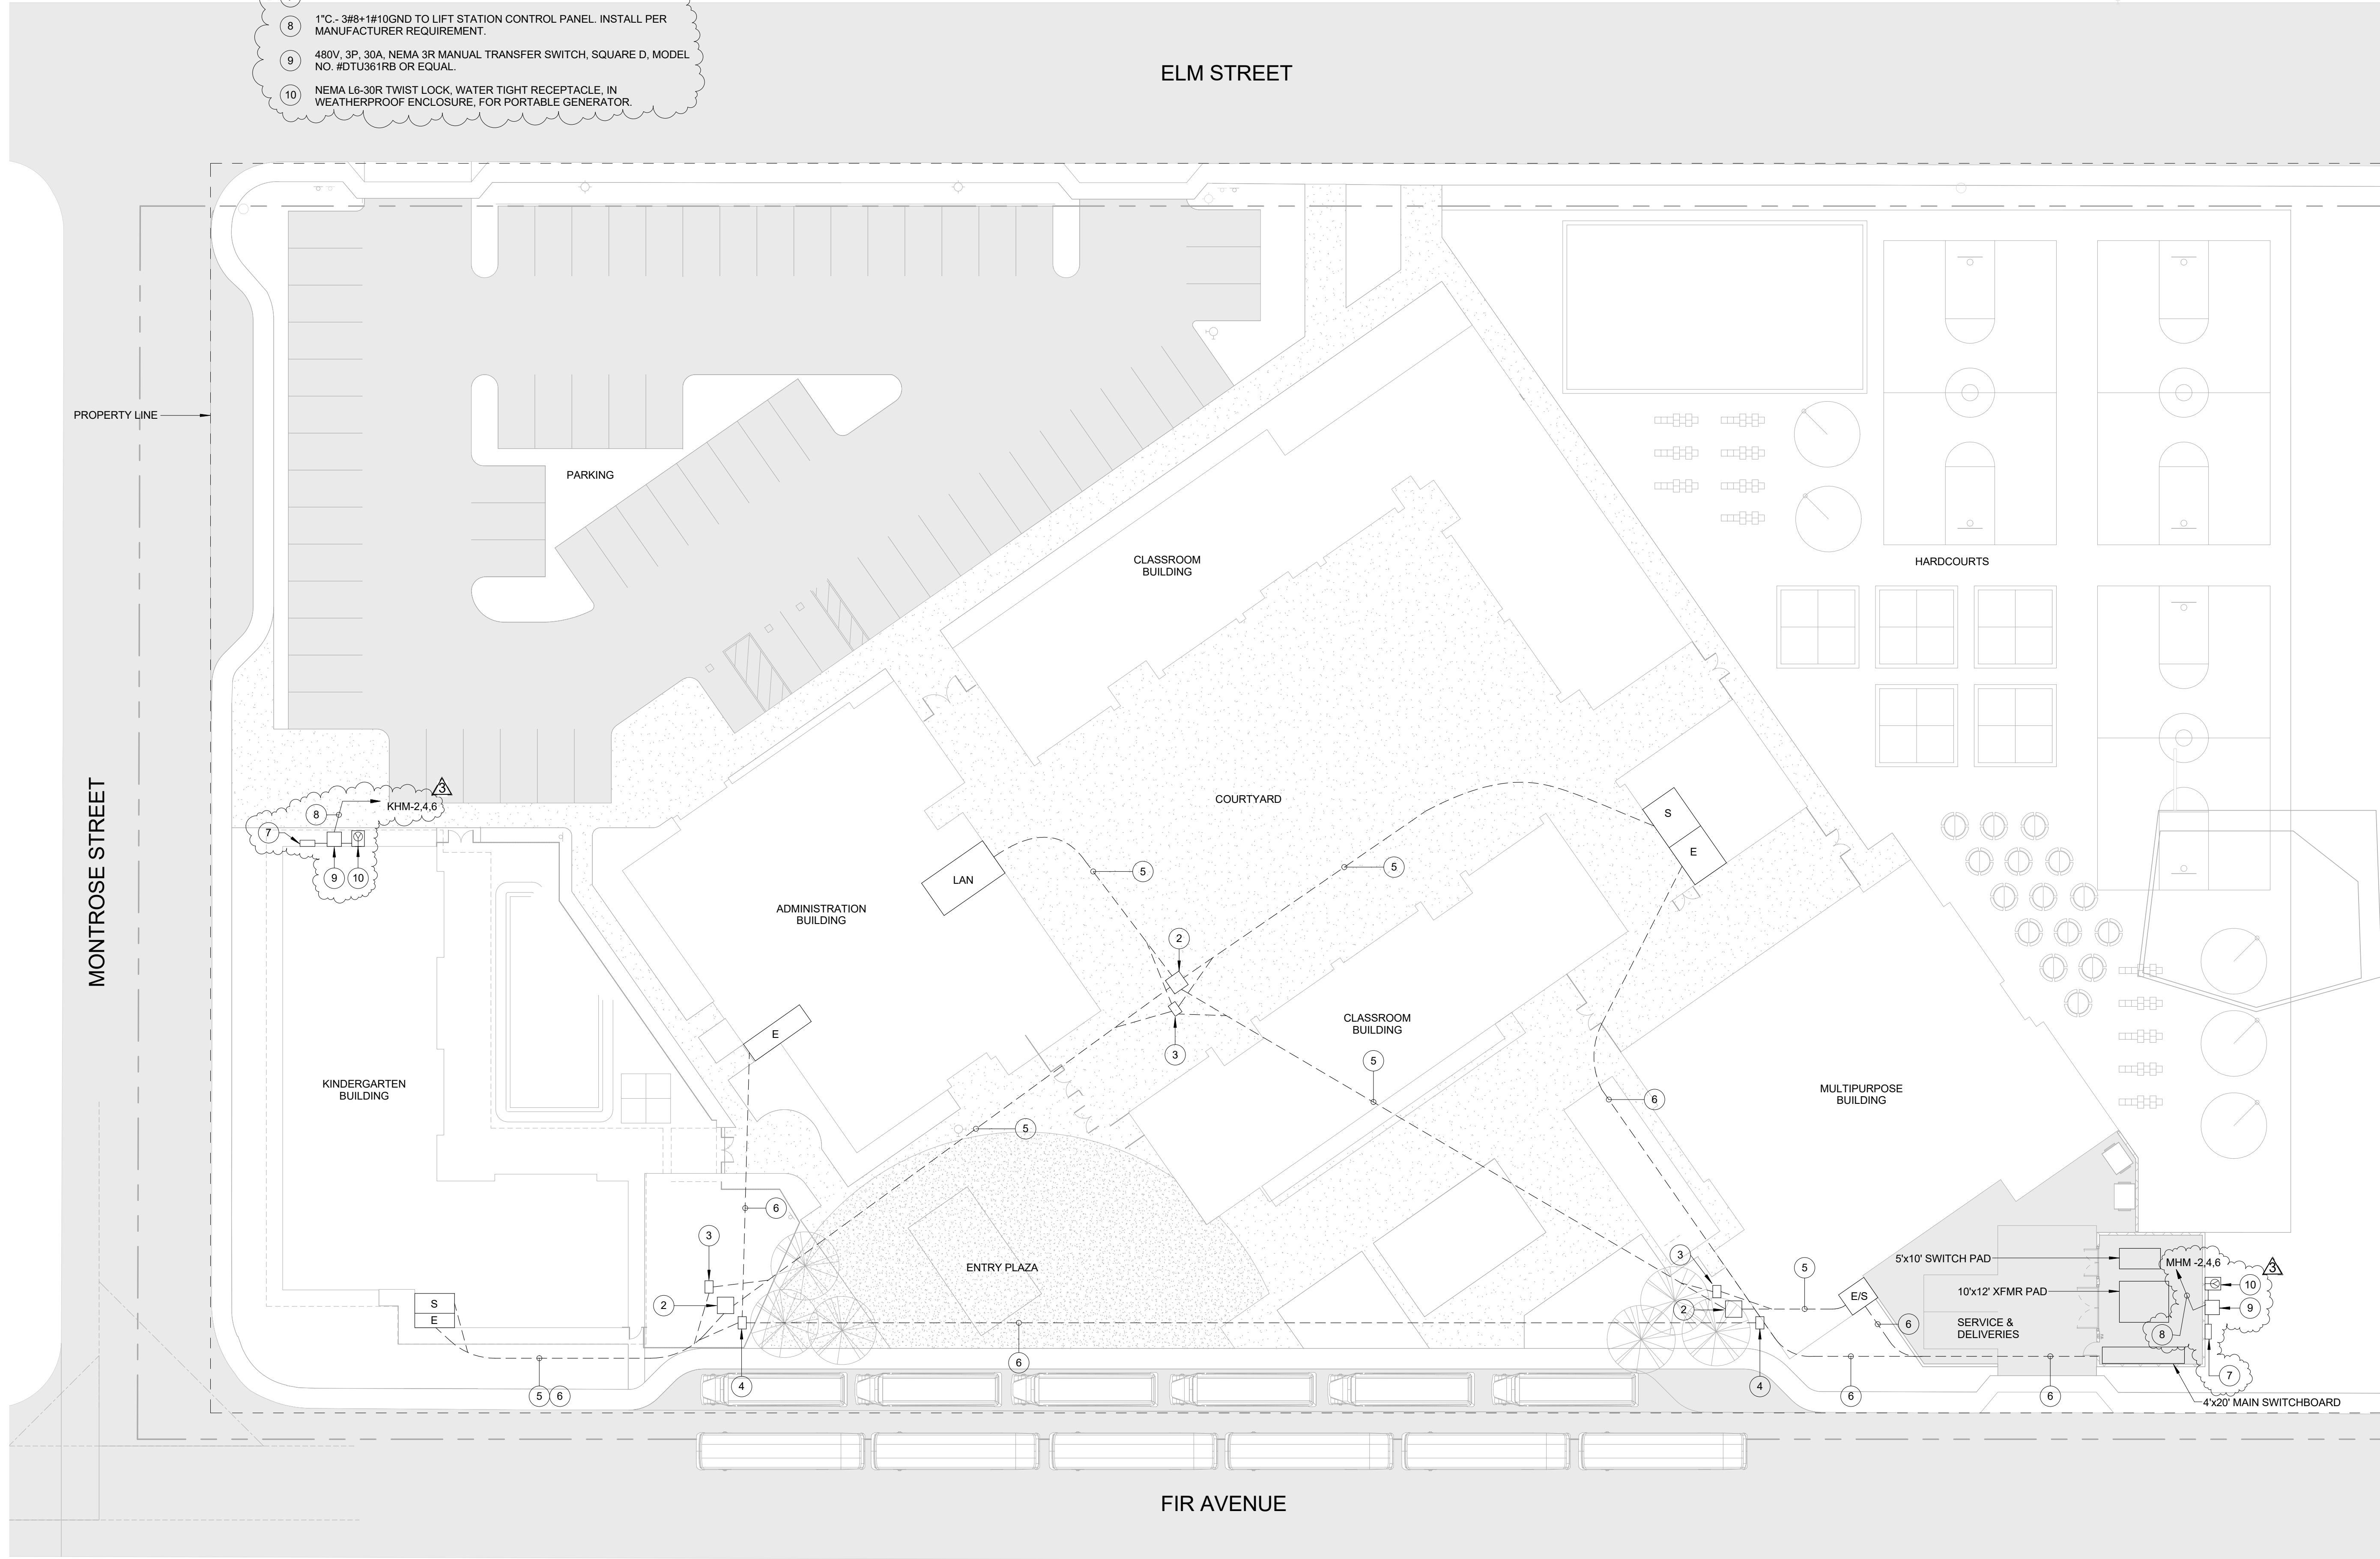 8
1"C.- 3#8+1#10GND TO LIFT STATION CONTROL PANEL. INSTALL PER
MANUFACTURER REQUIREMENT.
9
480V, 3P, 30A, NEMA 3R MANUAL TRANSFER SWITCH, SQUARE D, MODEL
NO. #DTU361RB OR EQUAL.
10
NEMA L6-30R TWIST LOCK, WATER TIGHT RECEPTACLE, IN
WEATHERPROOF ENCLOSURE, FOR PORTABLE GENERATOR.
ELM STREET
PROPERTY LINE
PARKING
CLASSROOM
BUILDING
HARDCOURTS
MONTROSE STREET
3
KHM-2,4,6
8
7
9
10
COURTYARD
S
E
LAN
5
5
ADMINISTRATION
BUILDING
2
3
E
CLASSROOM
BUILDING
5
6
KINDERGARTEN
BUILDING
MULTIPURPOSE
BUILDING
5
6
3
2
ENTRY PLAZA
S
E
4
6
5
6
3
2
5
E/S
6
4
6
6
5'x10' SWITCH PAD
10'x12' XFMR PAD
SERVICE &
DELIVERIES
MHM -2,4,6
3
10
9
8
7
4'x20' MAIN SWITCHBOARD
FIR AVENUE